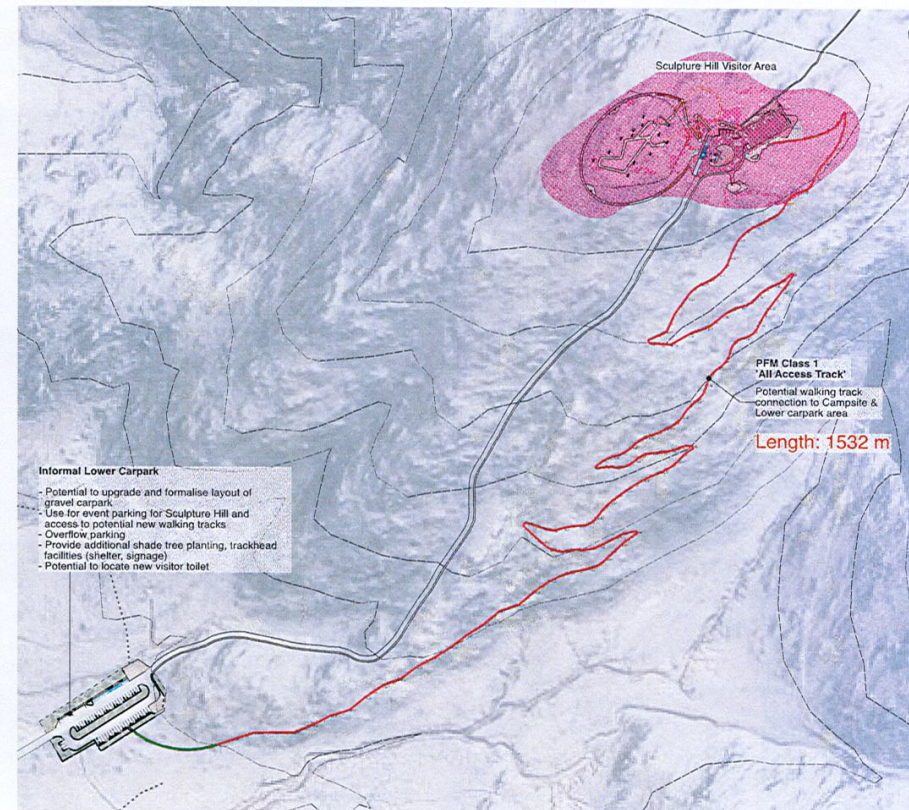 Sculpture Hill Visitor Area
PFM Class 1
'All Access Track'
Potential walking track
connection to Campsite &
Lower carpark area
Length: 1532 m
Informal Lower Carpark
- Potential to upgrade and formalise layout of
gravel carpark
- Use for event parking for Sculpture Hill and
access to potential new walking tracks
- Overflow parking
- Provide additional shade tree planting, trackhead
facilities (shelter, signage)
- Potential to locate new visitor toilet